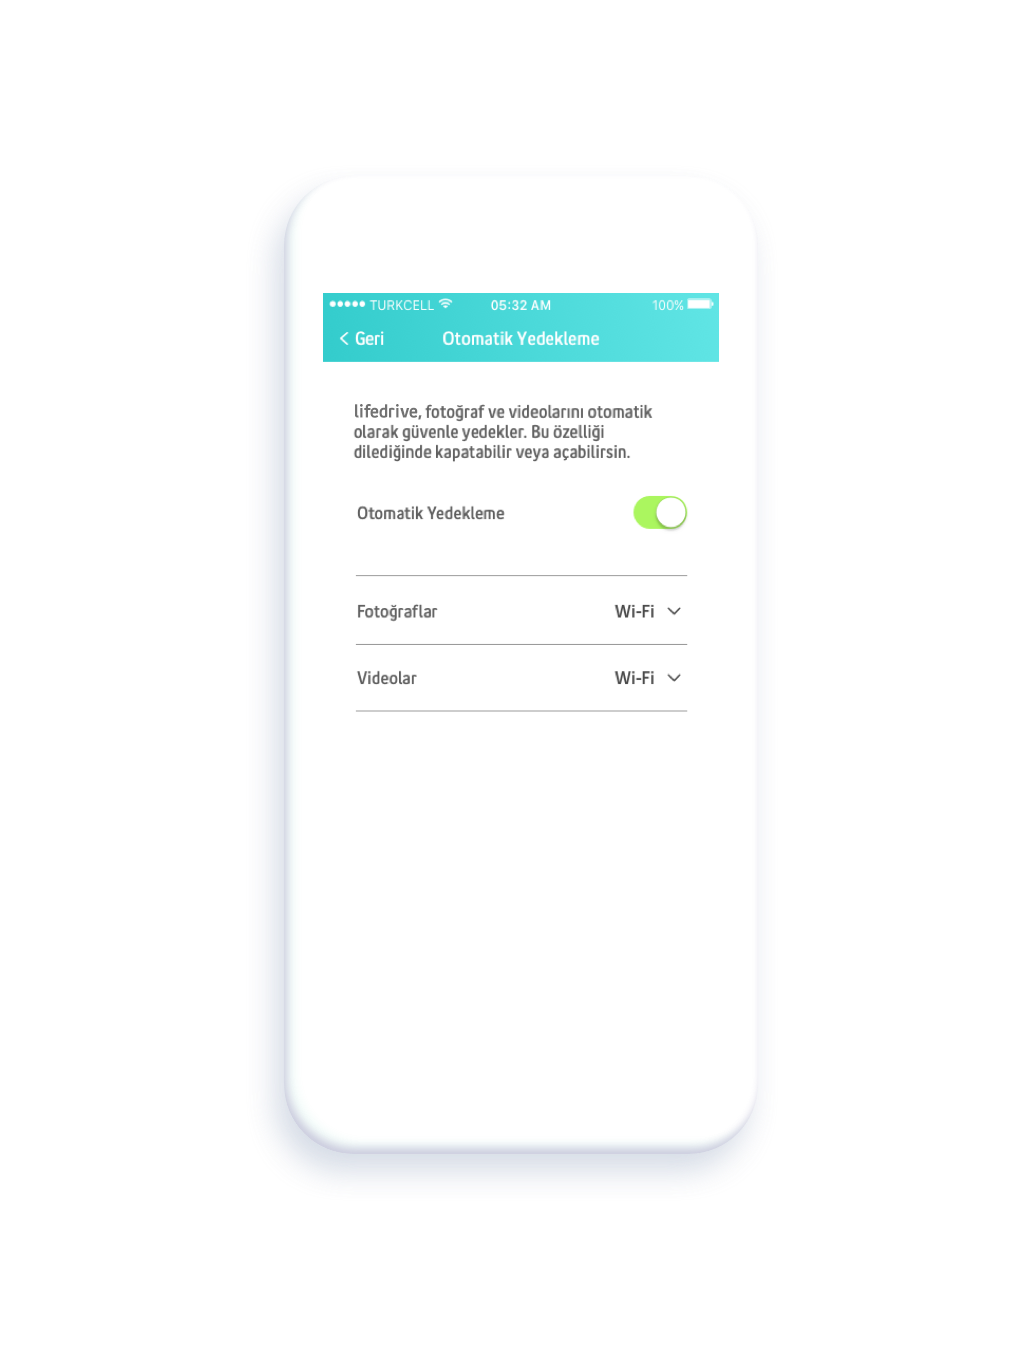 TURKCELL 05:32 AM 100%
Geri Otomatik Yedekleme
lifedrive, fotoğraf ve videolarını otomatik
olarak güvenle yedekler. Bu özelliği
dilediğinde kapatabilir veya açabilirsin.
Otomatik Yedekleme
Fotoğraflar Wi-Fi
Videolar Wi-Fi